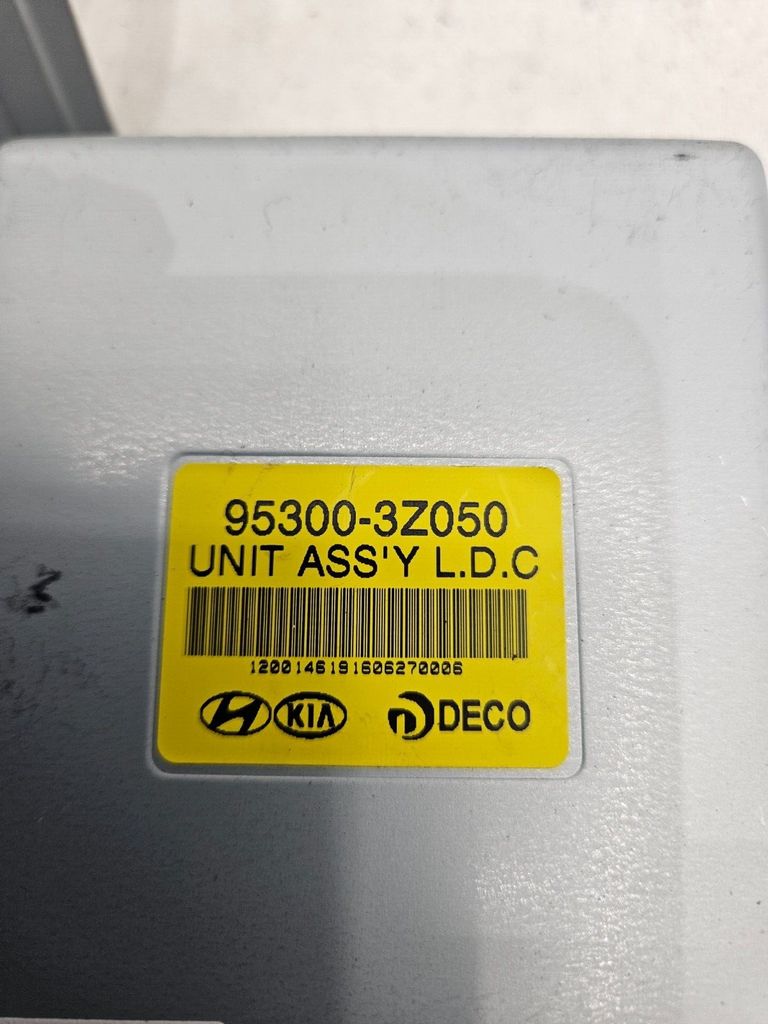 95300-3Z050
UNIT ASS'Y L.D.C
1200146191606270006
KIA DECO